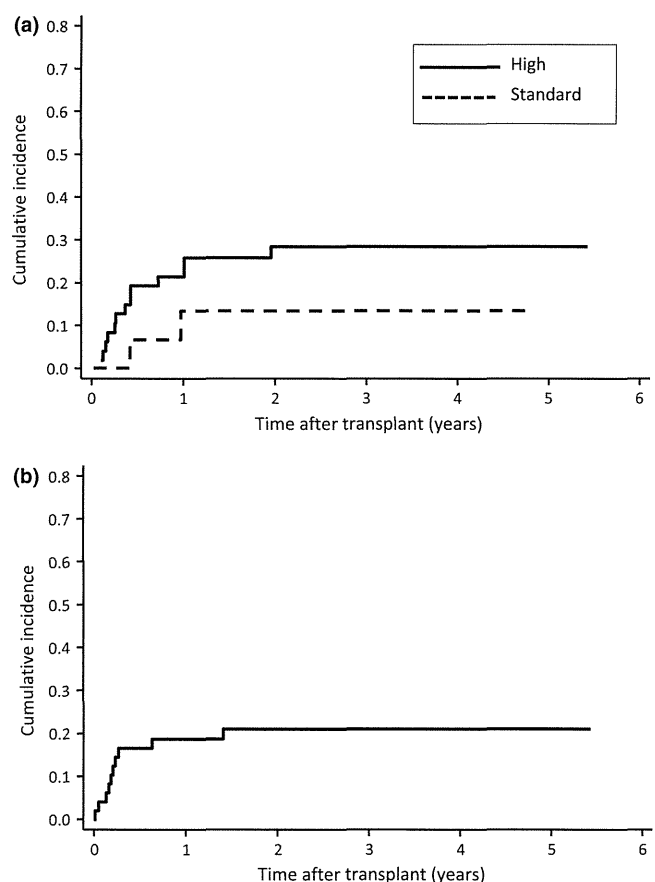 (a)
0.8
0.7
0.6
0.5
0.4
0.3
0.2
0.1
0.0
Cumulative incidence
High
Standard
0 1 2 3 4 5 6
Time after transplant (years)
(b)
0.8
0.7
0.6
0.5
0.4
0.3
0.2
0.1
0.0
Cumulative incidence
0 1 2 3 4 5 6
Time after transplant (years)